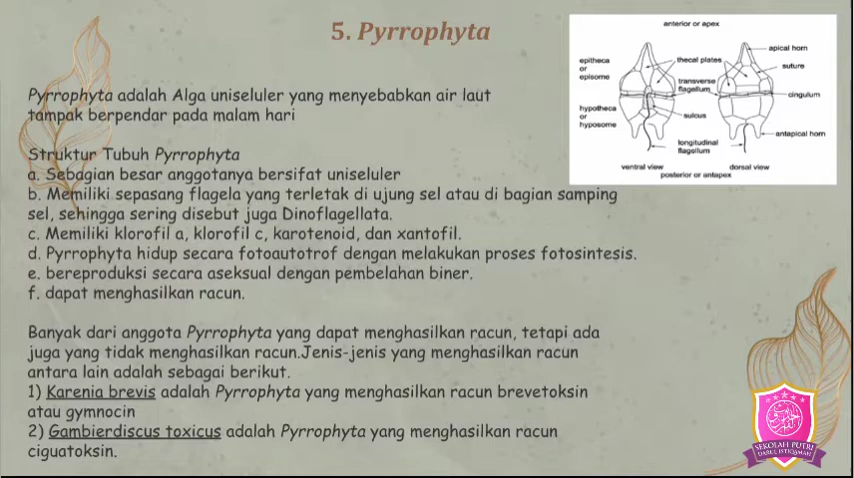 5. Pyrrophyta
Pyrrophyta adalah Alga uniseluler yang menyebabkan air laut
tampak berpendar pada malam hari
Struktur Tubuh Pyrrophyta
a. Sebagian besar anggotanya bersifat uniseluler
b. Memiliki sepasang flagela yang terletak di ujung sel atau di bagian samping
sel, sehingga sering disebut juga Dinoflagellata.
c. Memiliki klorofil a, klorofil c, karotenoid, dan xantofil.
d. Pyrrophyta hidup secara fotoautotrof dengan melakukan proses fotosintesis.
e. bereproduksi secara aseksual dengan pembelahan biner.
f. dapat menghasilkan racun.
Banyak dari anggota Pyrrophyta yang dapat menghasilkan racun, tetapi ada
juga yang tidak menghasilkan racun.Jenis-jenis yang menghasilkan racun
antara lain adalah sebagai berikut.
1) Karenia brevis adalah Pyrrophyta yang menghasilkan racun brevetoksin
atau gymnocin
2) Gambierdiscus toxicus adalah Pyrrophyta yang menghasilkan racun
ciguatoksin.
anterior or apex
epitheca
or
episome
hypotheca
or
hyposome
thecal plates
transverse
flagellum
sulcus
longitudinal
flagellum
apical horn
suture
cingulum
antapical horn
ventral view
dorsal view
posterior or antapex
SEKOLAH PUTRI
DARUL ISTIQAMAH